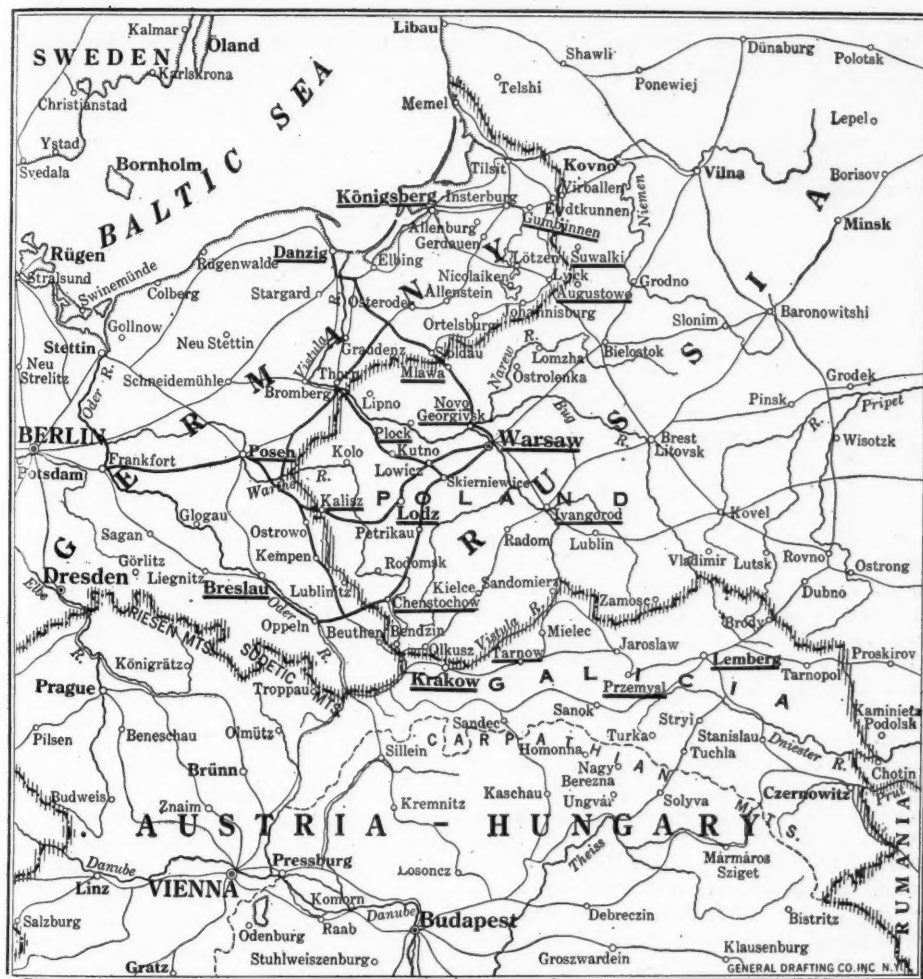 Libau
Kalmar
Öland
SWEDEN
Karlskrona
Christjanstad
Ystad
Svedala
Bornholm
BALTIC SEA
Shawli
Dünaburg
Polotsk
Ponewiej
Telshi
Memel
Lepel
Tilsit
Kovno
Vilna
Borisov
Königsberg
Insterburg
Virballen
Eydtkunnen
Niemen
Minsk
Gumbinnen
Allenburg
Gerdauen
Danzig
Elbing
Lötzen
Suwalki
Rügen
Rügenwalde
Nicolaiken
Lyck
Grodno
Stralsund
Swinemünde
Colberg
Stargard
Osterode
Allenstein
Augustowo
Johannisburg
Baronowitshi
Gollnow
Ortelsburg
Slonim
Stettin
Neu Stettin
Graudenz
Soldau
Narew R.
Lomzha
Bielostok
Neu Strelitz
Oder R.
Schneidemühle
Vistula R.
Thorn
Mlawa
Ostrolenka
Grodek
Bromberg
Lipno
Novo Georgivsk
Bug R.
Pinsk
Pripet R.
BERLIN
Plock
Warsaw
Brest Litovsk
Wisotzk
Frankfort
Posen
Kolo
Kutno
Potsdam
Lowicz
Skierniewice
Warthe R.
Kalisz
POLAND
Glogau
Lodz
Ivangorod
Kovel
Sagan
Ostrowo
Petrikau
Radom
Lublin
Görlitz
Kempen
Rodomsk
Vladimir
Lutsk
Rovno
Ostrong
Dresden
Liegnitz
Lublinitz
Kielce
Sandomier
Elbe R.
Breslau
Oder R.
Chenstochow
Zamosc
Dubno
Oppeln
Beuthen
Bendzin
Vistula R.
Mielec
Brody
RIESEN MTS.
Olkusz
Tarnow
Jaroslaw
Königrätz
SUDETIC MTS.
Krakow
Lemberg
Proskirov
Prague
Troppau
GALICIA
Przemysl
Tarnopol
Sandec
Sanok
Stryi
Kaminietz Podolsk
Pilsen
Beneschau
Olmütz
CARPATHIAN MTS.
Turka
Stanislau
Dniester R.
Sillein
Homonna
Tuchla
Brünn
Nagy Berezna
Chotin
Budweis
Znaim
Kremnitz
Kaschau
Ungvár
Solyva
Czernowitz
Pruth
GERMANY
RUSSIA
AUSTRIA-HUNGARY
RUMANIA
Danube
Pressburg
Losoncz
Theiss
Mármáros Sziget
Linz
VIENNA
Komorn
Danube
Debreczin
Bistritz
Salzburg
Odenburg
Raab
Budapest
Gratz
Stuhlweiszenburg
Groszwardein
Klausenburg
GENERAL DRAFTING CO. INC. N.Y.